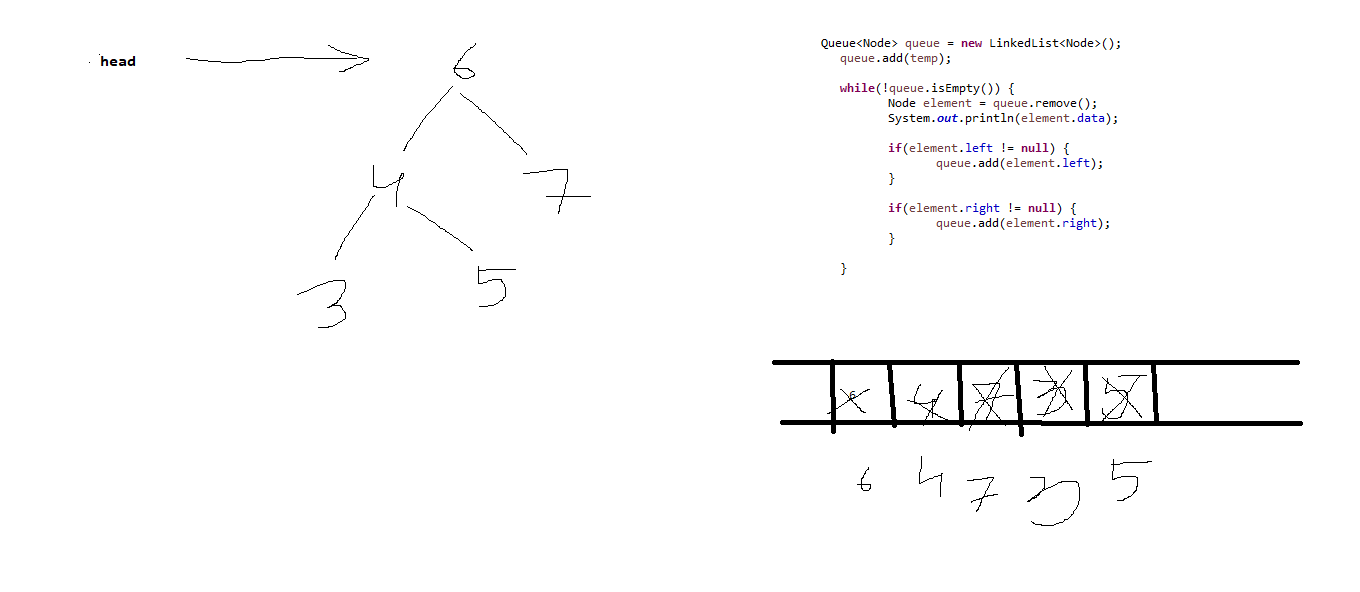 head
6
4 7
3 5
Queue<Node> queue = new LinkedList<Node>();
queue.add(temp);
while(!queue.isEmpty()) {
Node element = queue.remove();
System.out.println(element.data);
if(element.left != null) {
queue.add(element.left);
}
if(element.right != null) {
queue.add(element.right);
}
}
6 4 7 3 5
6 4 7 3 5